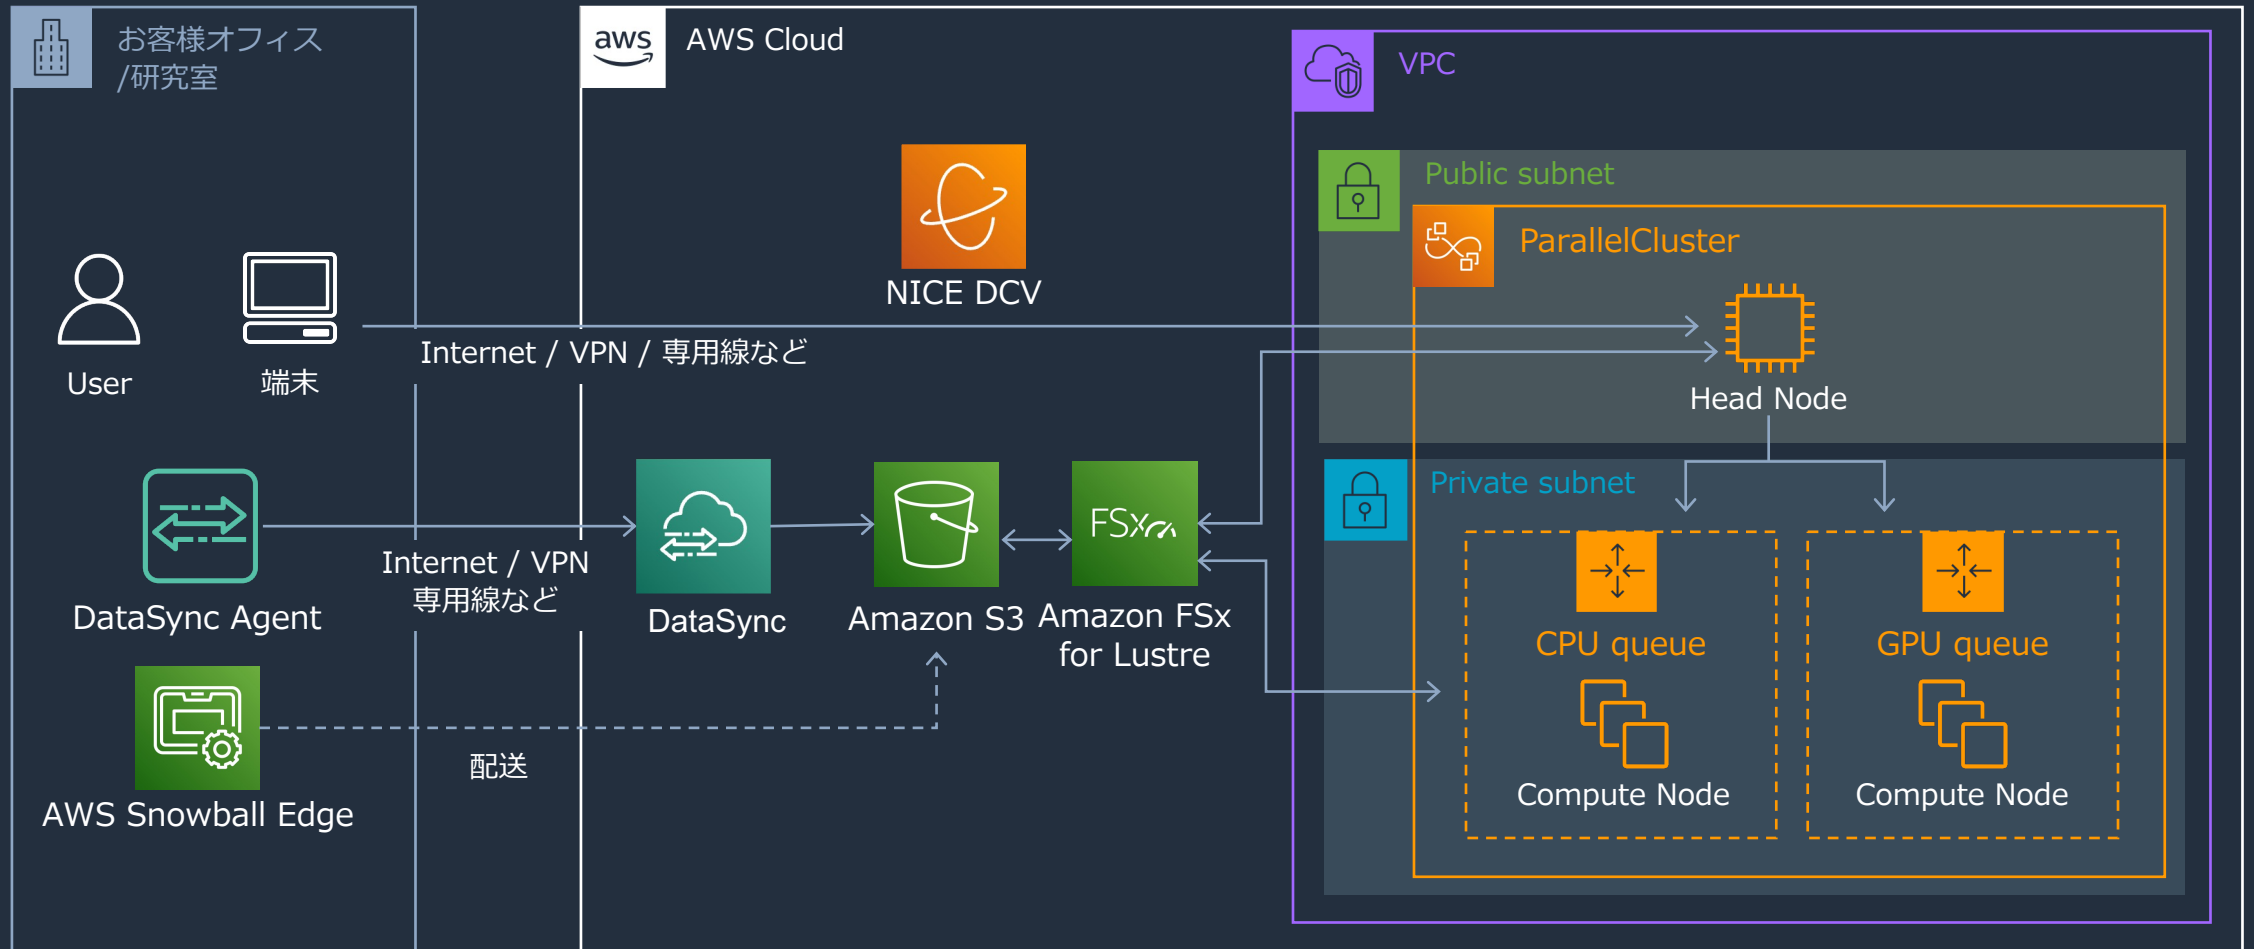 お客様オフィス
/研究室
aws
AWS Cloud
VPC
Public subnet
ParallelCluster
NICE DCV
Internet / VPN / 専用線など
User
端末
Head Node
Private subnet
FSx
Internet / VPN
専用線など
DataSync Agent
DataSync
Amazon S3
Amazon FSx
for Lustre
CPU queue
GPU queue
Compute Node
Compute Node
配送
AWS Snowball Edge